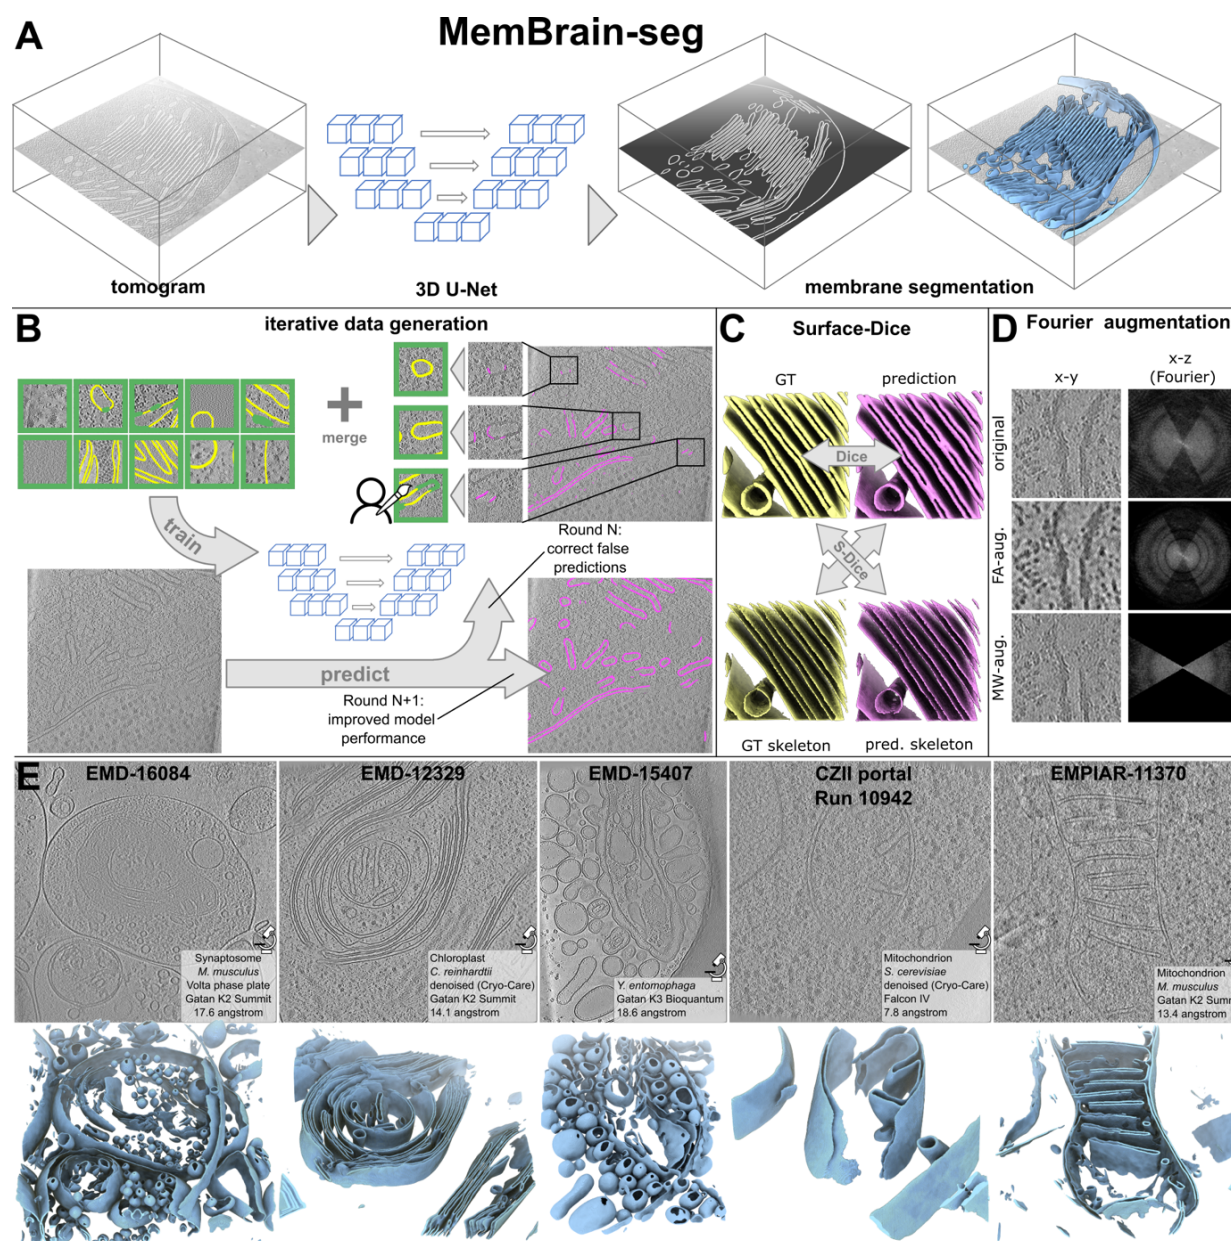 A
MemBrain-seg
tomogram
3D U-Net
membrane segmentation
B
iterative data generation
merge
train
Round N:
correct false
predictions
predict
Round N+1:
improved model
performance
C
Surface-Dice
GT
prediction
Dice
S-Dice
GT skeleton
pred. skeleton
D
Fourier augmentation
x-y
x-z
(Fourier)
original
FA-aug.
MW-aug.
E
EMD-16084
Synaptosome
M. musculus
Volta phase plate
Gatan K2 Summit
17.6 angstrom
EMD-12329
Chloroplast
C. reinhardtii
denoised (Cryo-Care)
Gatan K2 Summit
14.1 angstrom
EMD-15407
Y. entomophaga
Gatan K3 Bioquantum
18.6 angstrom
CZII portal
Run 10942
Mitochondrion
S. cerevisiae
denoised (Cryo-Care)
Falcon IV
7.8 angstrom
EMPIAR-11370
Mitochondrion
M. musculus
Gatan K2 Summ
13.4 angstrom